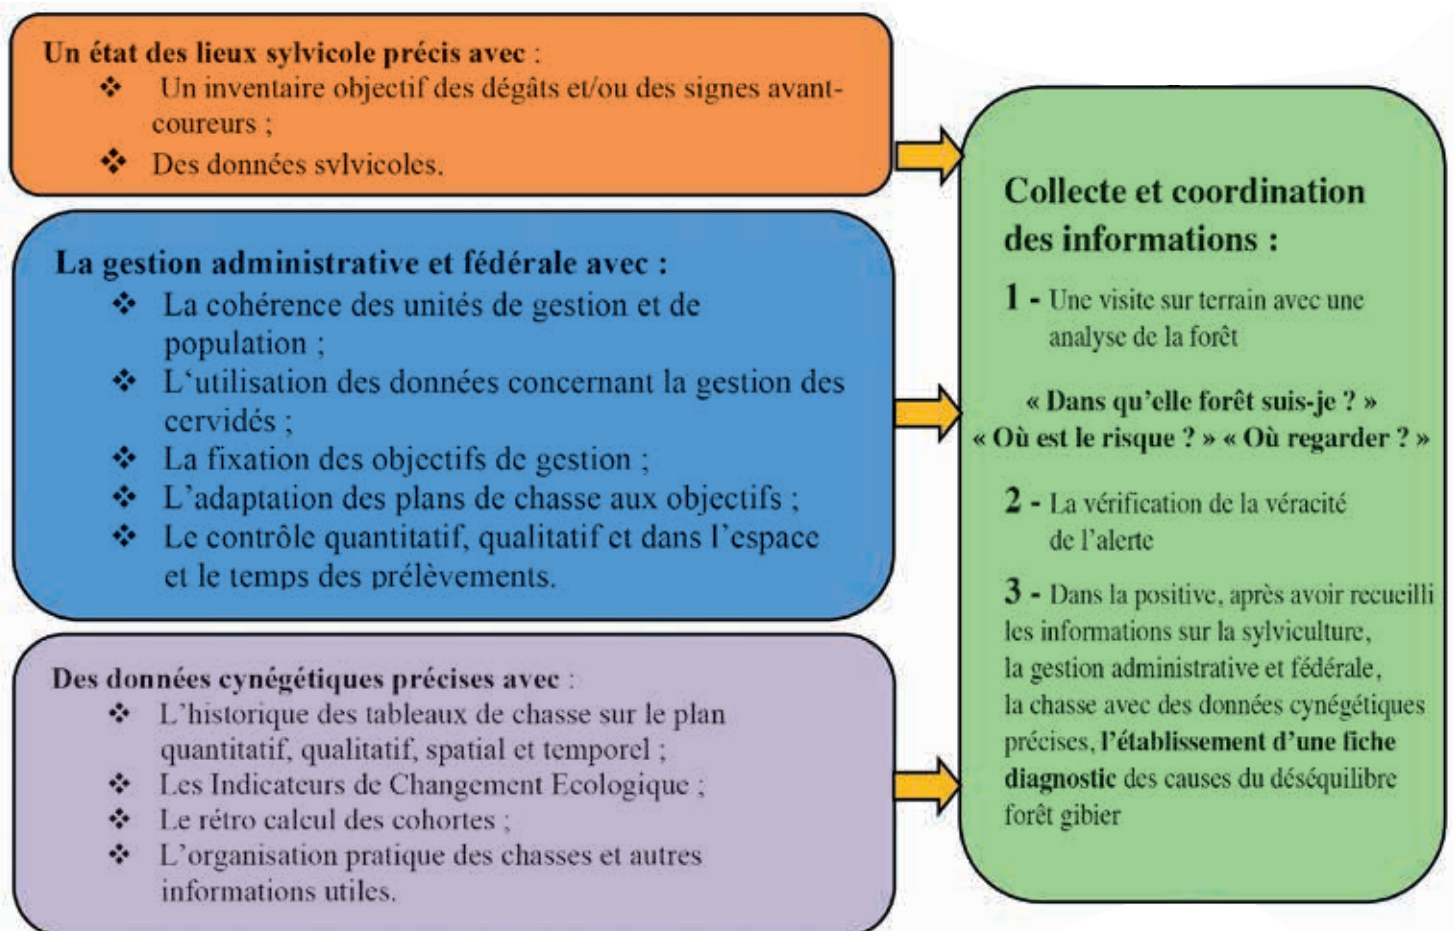 Un état des lieux sylvicole précis avec :
❖ Un inventaire objectif des dégâts et/ou des signes avant-
coureurs ;
❖ Des données sylvicoles.
La gestion administrative et fédérale avec :
❖ La cohérence des unités de gestion et de
population ;
❖ L‘utilisation des données concernant la gestion des
cervidés ;
❖ La fixation des objectifs de gestion ;
❖ L’adaptation des plans de chasse aux objectifs ;
❖ Le contrôle quantitatif, qualitatif et dans l’espace
et le temps des prélèvements.
Des données cynégétiques précises avec :
❖ L’historique des tableaux de chasse sur le plan
quantitatif, qualitatif, spatial et temporel ;
❖ Les Indicateurs de Changement Ecologique ;
❖ Le rétro calcul des cohortes ;
❖ L’organisation pratique des chasses et autres
informations utiles.
Collecte et coordination
des informations :
1 - Une visite sur terrain avec une
analyse de la forêt
« Dans qu’elle forêt suis-je ? »
« Où est le risque ? » « Où regarder ? »
2 - La vérification de la véracité
de l’alerte
3 - Dans la positive, après avoir recueilli
les informations sur la sylviculture,
la gestion administrative et fédérale,
la chasse avec des données cynégétiques
précises, l’établissement d’une fiche
diagnostic des causes du déséquilibre
forêt gibier